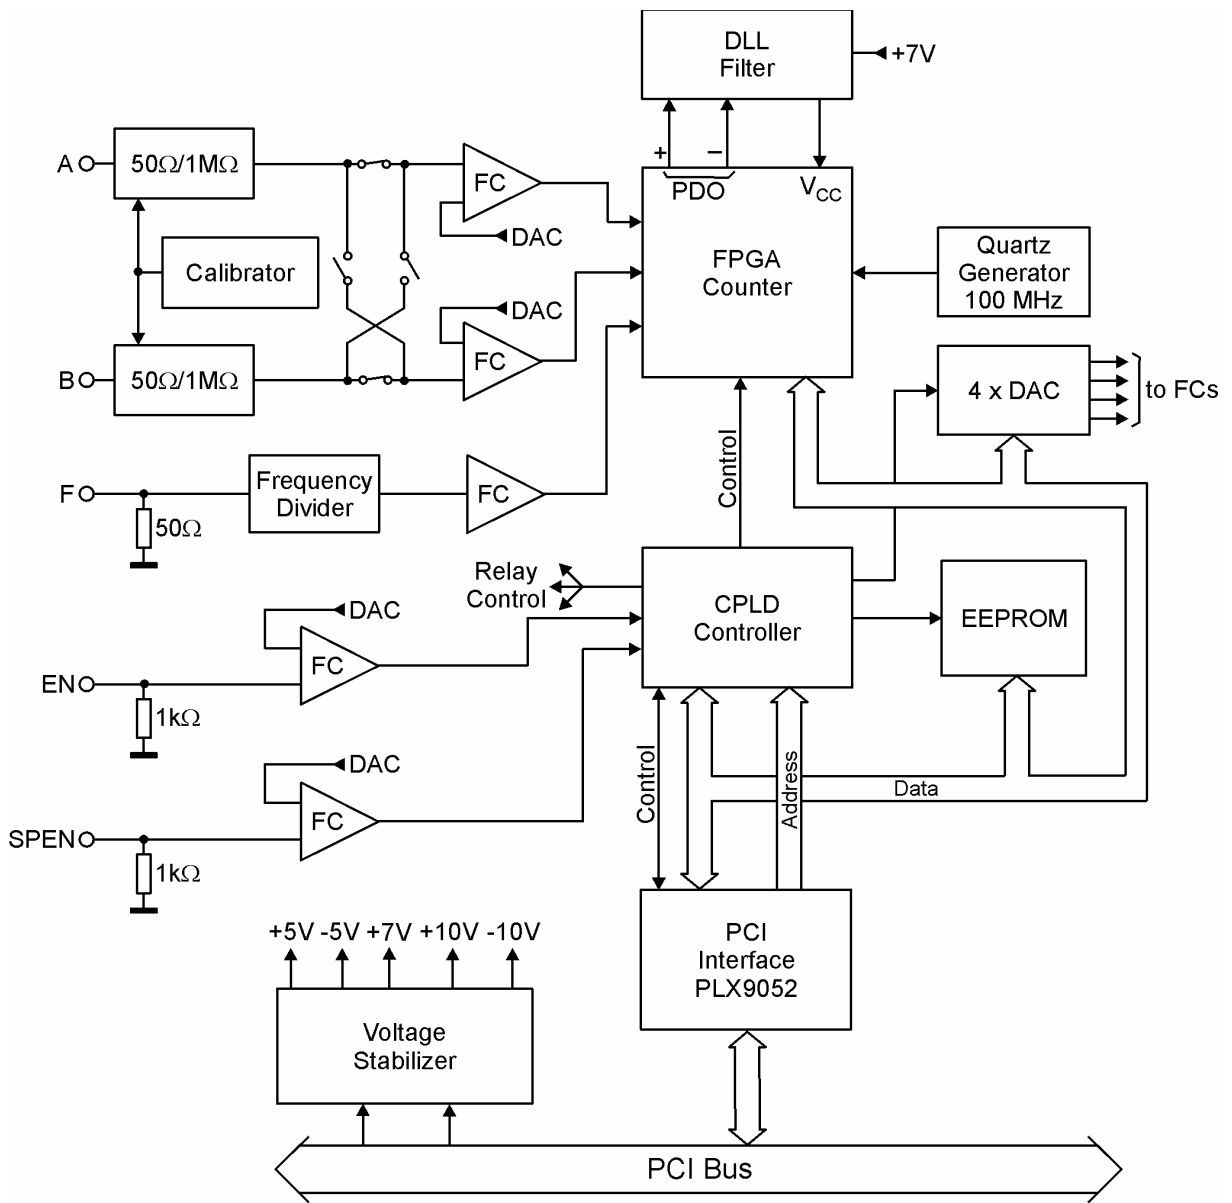 DLL
Filter
+7V
+
−
PDO
V_CC
A
50Ω/1MΩ
FC
DAC
Calibrator
FPGA
Counter
Quartz
Generator
100 MHz
DAC
B
50Ω/1MΩ
FC
4 x DAC
to FCs
Control
F
Frequency
Divider
FC
50Ω
Relay
Control
CPLD
Controller
EEPROM
DAC
FC
EN
1kΩ
Control
Address
Data
DAC
FC
SPEN
1kΩ
+5V -5V +7V +10V -10V
PCI
Interface
PLX9052
Voltage
Stabilizer
PCI Bus